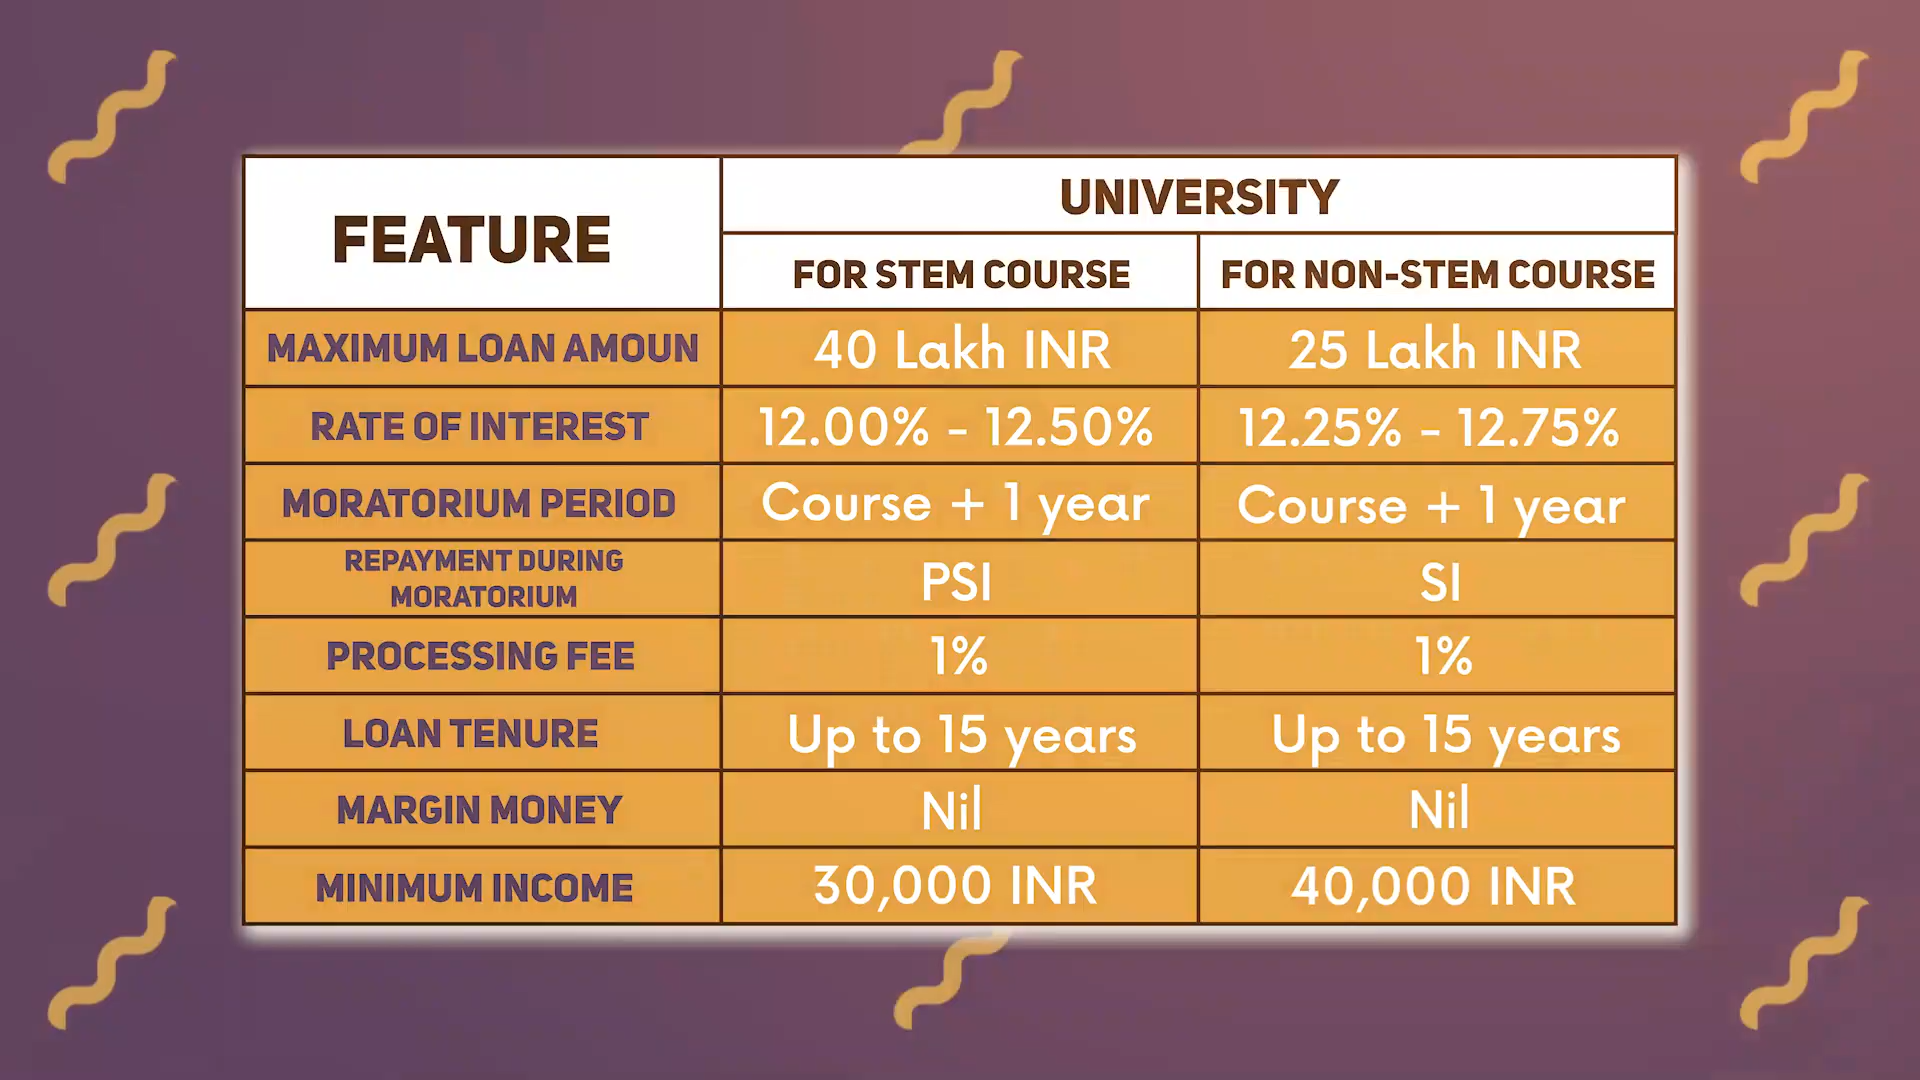 FEATURE
UNIVERSITY
FOR STEM COURSE
FOR NON-STEM COURSE
MAXIMUM LOAN AMOUN
40 Lakh INR
25 Lakh INR
RATE OF INTEREST
12.00% - 12.50%
12.25% - 12.75%
MORATORIUM PERIOD
Course + 1 year
Course + 1 year
REPAYMENT DURING
MORATORIUM
PSI
SI
PROCESSING FEE
1%
1%
LOAN TENURE
Up to 15 years
Up to 15 years
MARGIN MONEY
Nil
Nil
MINIMUM INCOME
30,000 INR
40,000 INR